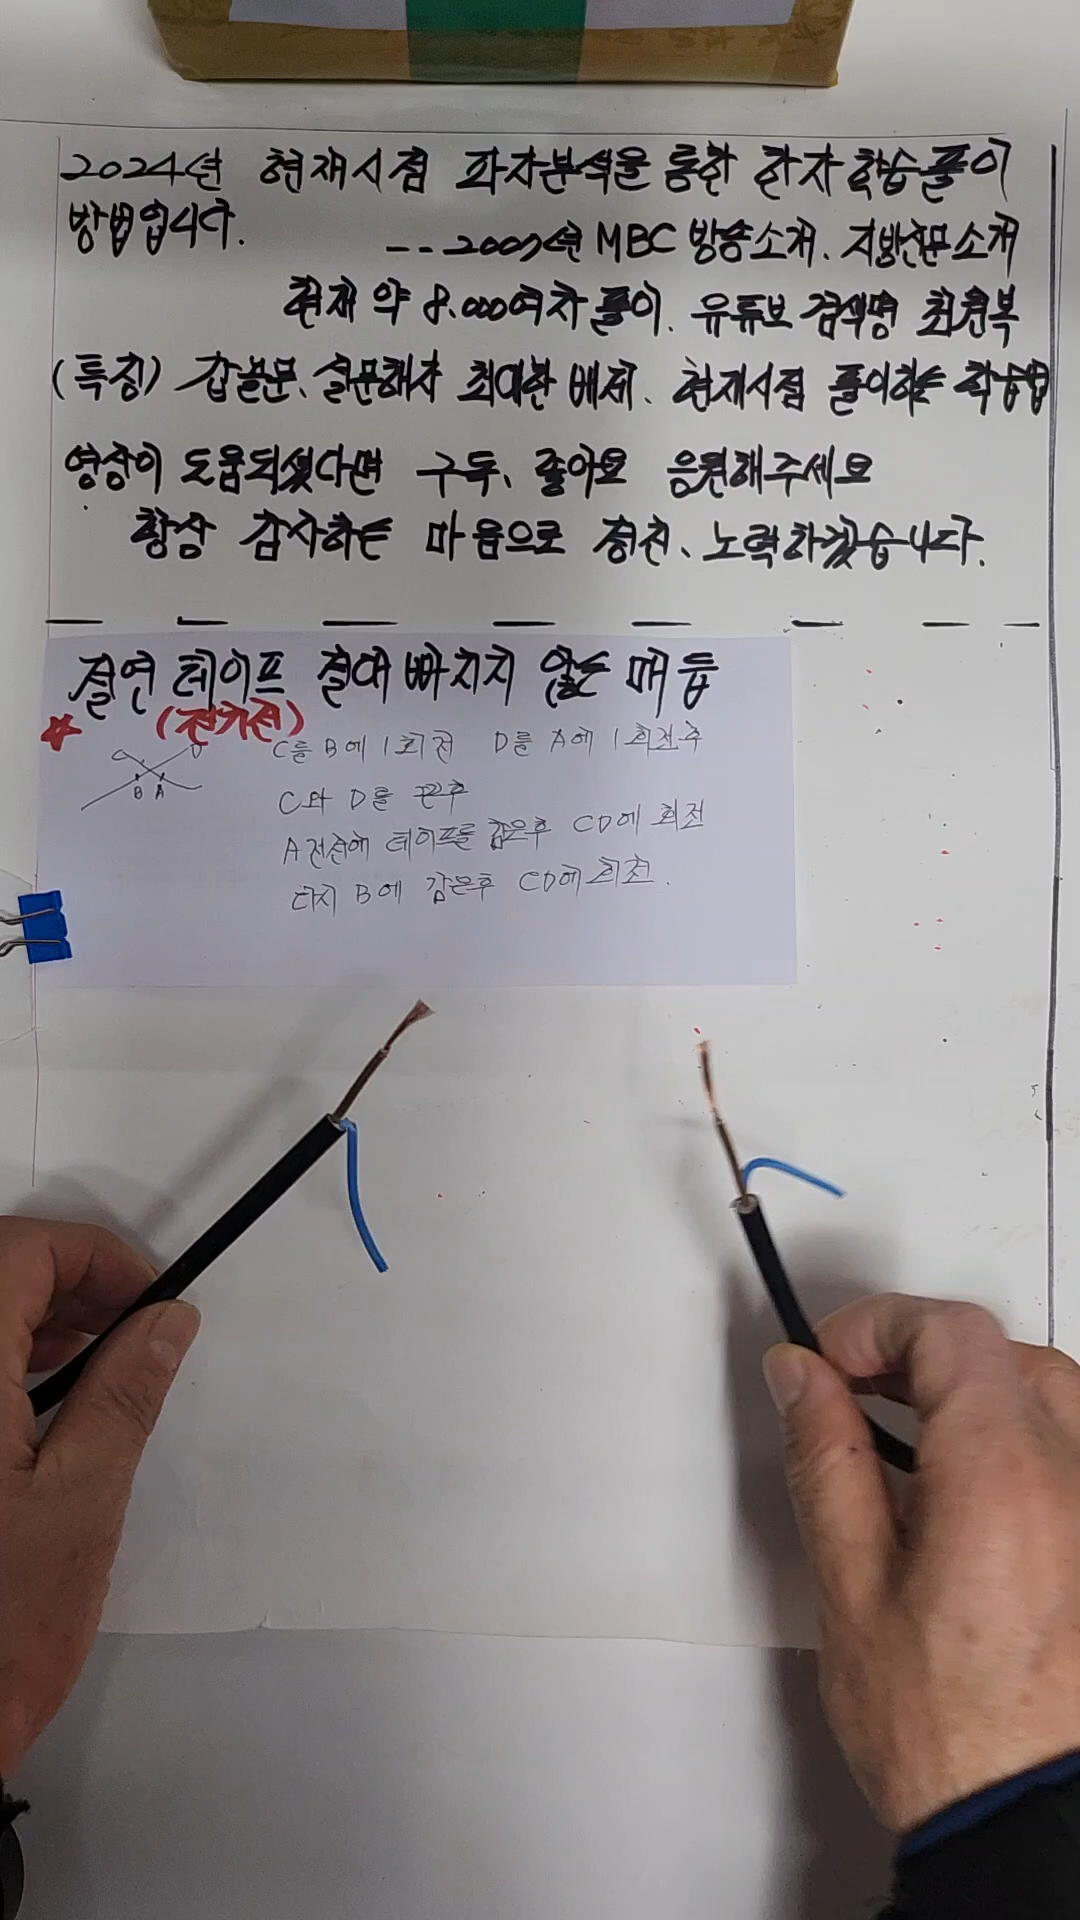 2024년 현재시점 파자분석을 통한 한자 학습풀이
방법입니다.
--- 2007년 MBC 방송소개. 지방신문소개
현재 약 8.000여자 풀이. 유튜브 검색명 최천복
(특징) 갑골문、설문해자 최대한 배제. 현재시점 풀이하는 학습법
영상이 도움되셨다면 구독、좋아요 응원해주세요
항상 감사하는 마음으로 정진、노력하겠습니다.
절연 테이프 절대 빠지지 않는 매듭
(전기선)
C를 B에 1회전 D를 A에 1회전후
B A
C와 D를 꼰후
A전선에 테이프를 감은후 CD에 회전
다시 B에 감은후 CD에 회전.